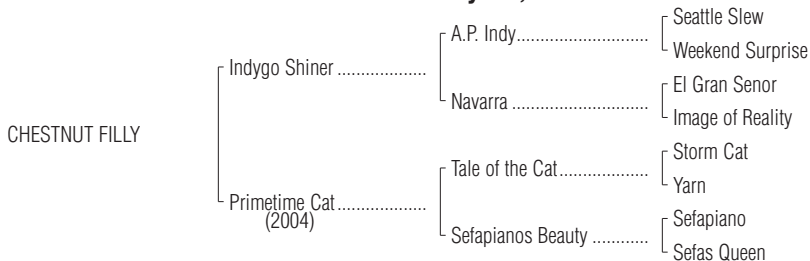 Seattle Slew
A.P. Indy
Weekend Surprise
Indygo Shiner
El Gran Senor
Navarra
Image of Reality
CHESTNUT FILLY
Storm Cat
Tale of the Cat
Yarn
Primetime Cat
(2004)
Sefapiano
Sefapianos Beauty
Sefas Queen